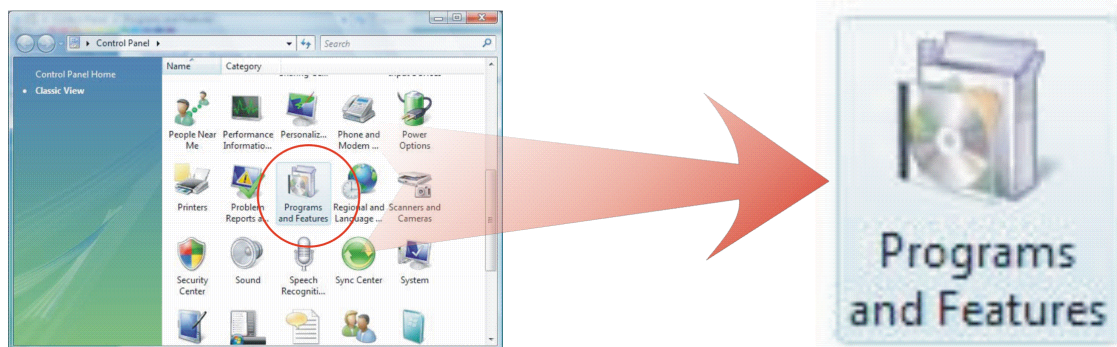 Control Panel
Search
Control Panel Home
Classic View
Name
Category
People Near
Me
Performance
Informatio...
Personaliz...
Phone and
Modem ...
Power
Options
Printers
Problem
Reports a...
Programs
and Features
Regional and
Language ...
Scanners and
Cameras
Security
Center
Sound
Speech
Recogniti...
Sync Center
System
Programs
and Features